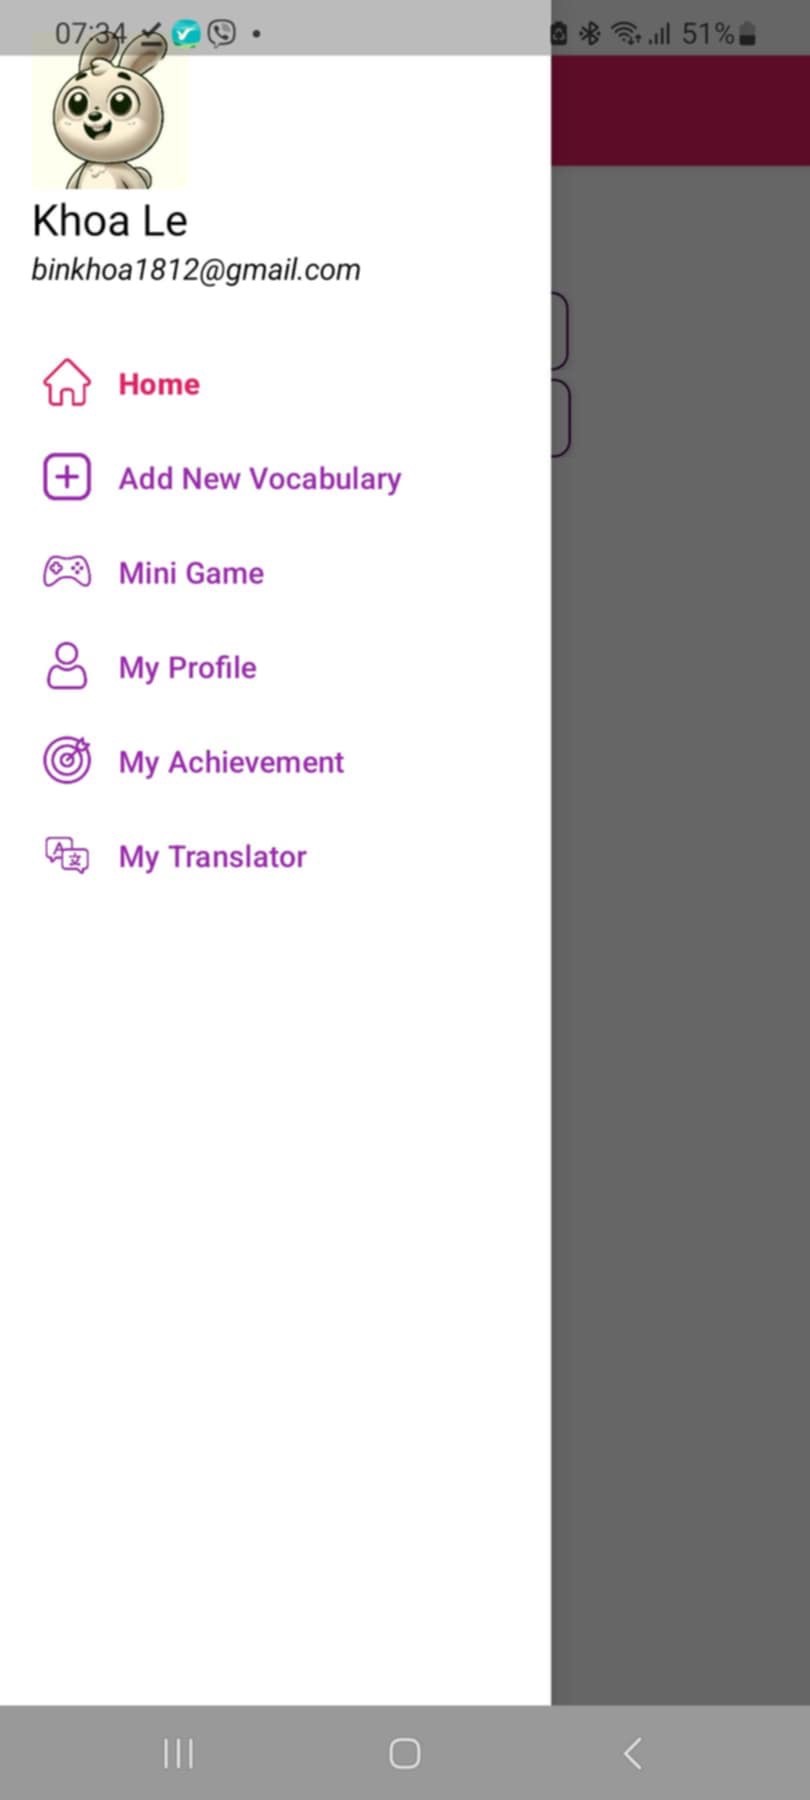 07:34
51%
Khoa Le
binkhoa1812@gmail.com
Home
Add New Vocabulary
Mini Game
My Profile
My Achievement
My Translator